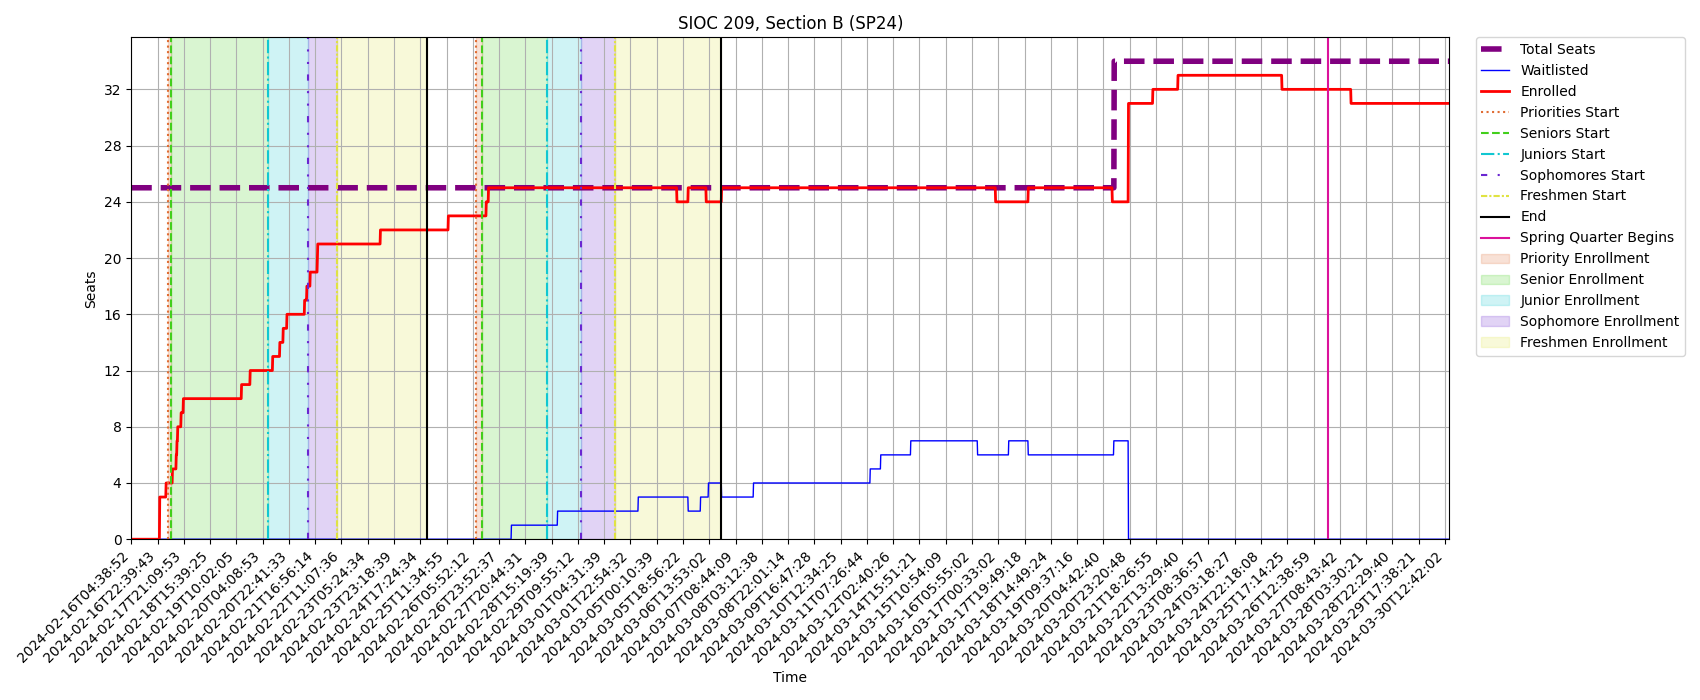 SIOC 209, Section B (SP24)
Seats
32
28
24
20
16
12
8
4
0
2024-02-16T04:38:52
2024-02-16T22:39:43
2024-02-17T21:09:53
2024-02-18T15:39:25
2024-02-19T10:02:05
2024-02-20T04:08:53
2024-02-20T22:41:33
2024-02-21T16:56:14
2024-02-22T11:07:36
2024-02-23T05:24:34
2024-02-23T23:18:39
2024-02-24T17:24:34
2024-02-25T11:34:55
2024-02-26T05:52:12
2024-02-26T23:52:37
2024-02-27T20:44:31
2024-02-28T15:19:39
2024-02-29T09:55:12
2024-03-01T04:31:39
2024-03-01T22:54:32
2024-03-05T00:10:39
2024-03-05T18:56:22
2024-03-06T13:53:02
2024-03-07T08:44:09
2024-03-08T03:12:38
2024-03-08T22:01:14
2024-03-09T16:47:28
2024-03-10T12:34:25
2024-03-11T07:26:44
2024-03-14T02:40:26
2024-03-14T15:51:21
2024-03-15T10:54:09
2024-03-16T05:55:02
2024-03-17T00:33:02
2024-03-17T19:49:18
2024-03-18T14:49:24
2024-03-19T09:37:16
2024-03-20T04:42:40
2024-03-20T23:20:48
2024-03-21T18:26:55
2024-03-22T13:29:40
2024-03-23T08:36:57
2024-03-24T03:18:27
2024-03-24T22:18:08
2024-03-25T17:14:25
2024-03-26T12:38:59
2024-03-27T08:43:42
2024-03-28T03:30:21
2024-03-28T22:29:40
2024-03-29T17:38:21
2024-03-30T12:42:02
Time
Total Seats
Waitlisted
Enrolled
Priorities Start
Seniors Start
Juniors Start
Sophomores Start
Freshmen Start
End
Spring Quarter Begins
Priority Enrollment
Senior Enrollment
Junior Enrollment
Sophomore Enrollment
Freshmen Enrollment